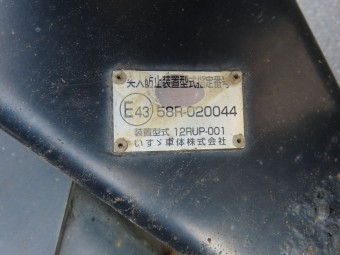 突入防止装置型式指定番号
E43 58R-020044
装置型式 12RUP-001
いすゞ車体株式会社